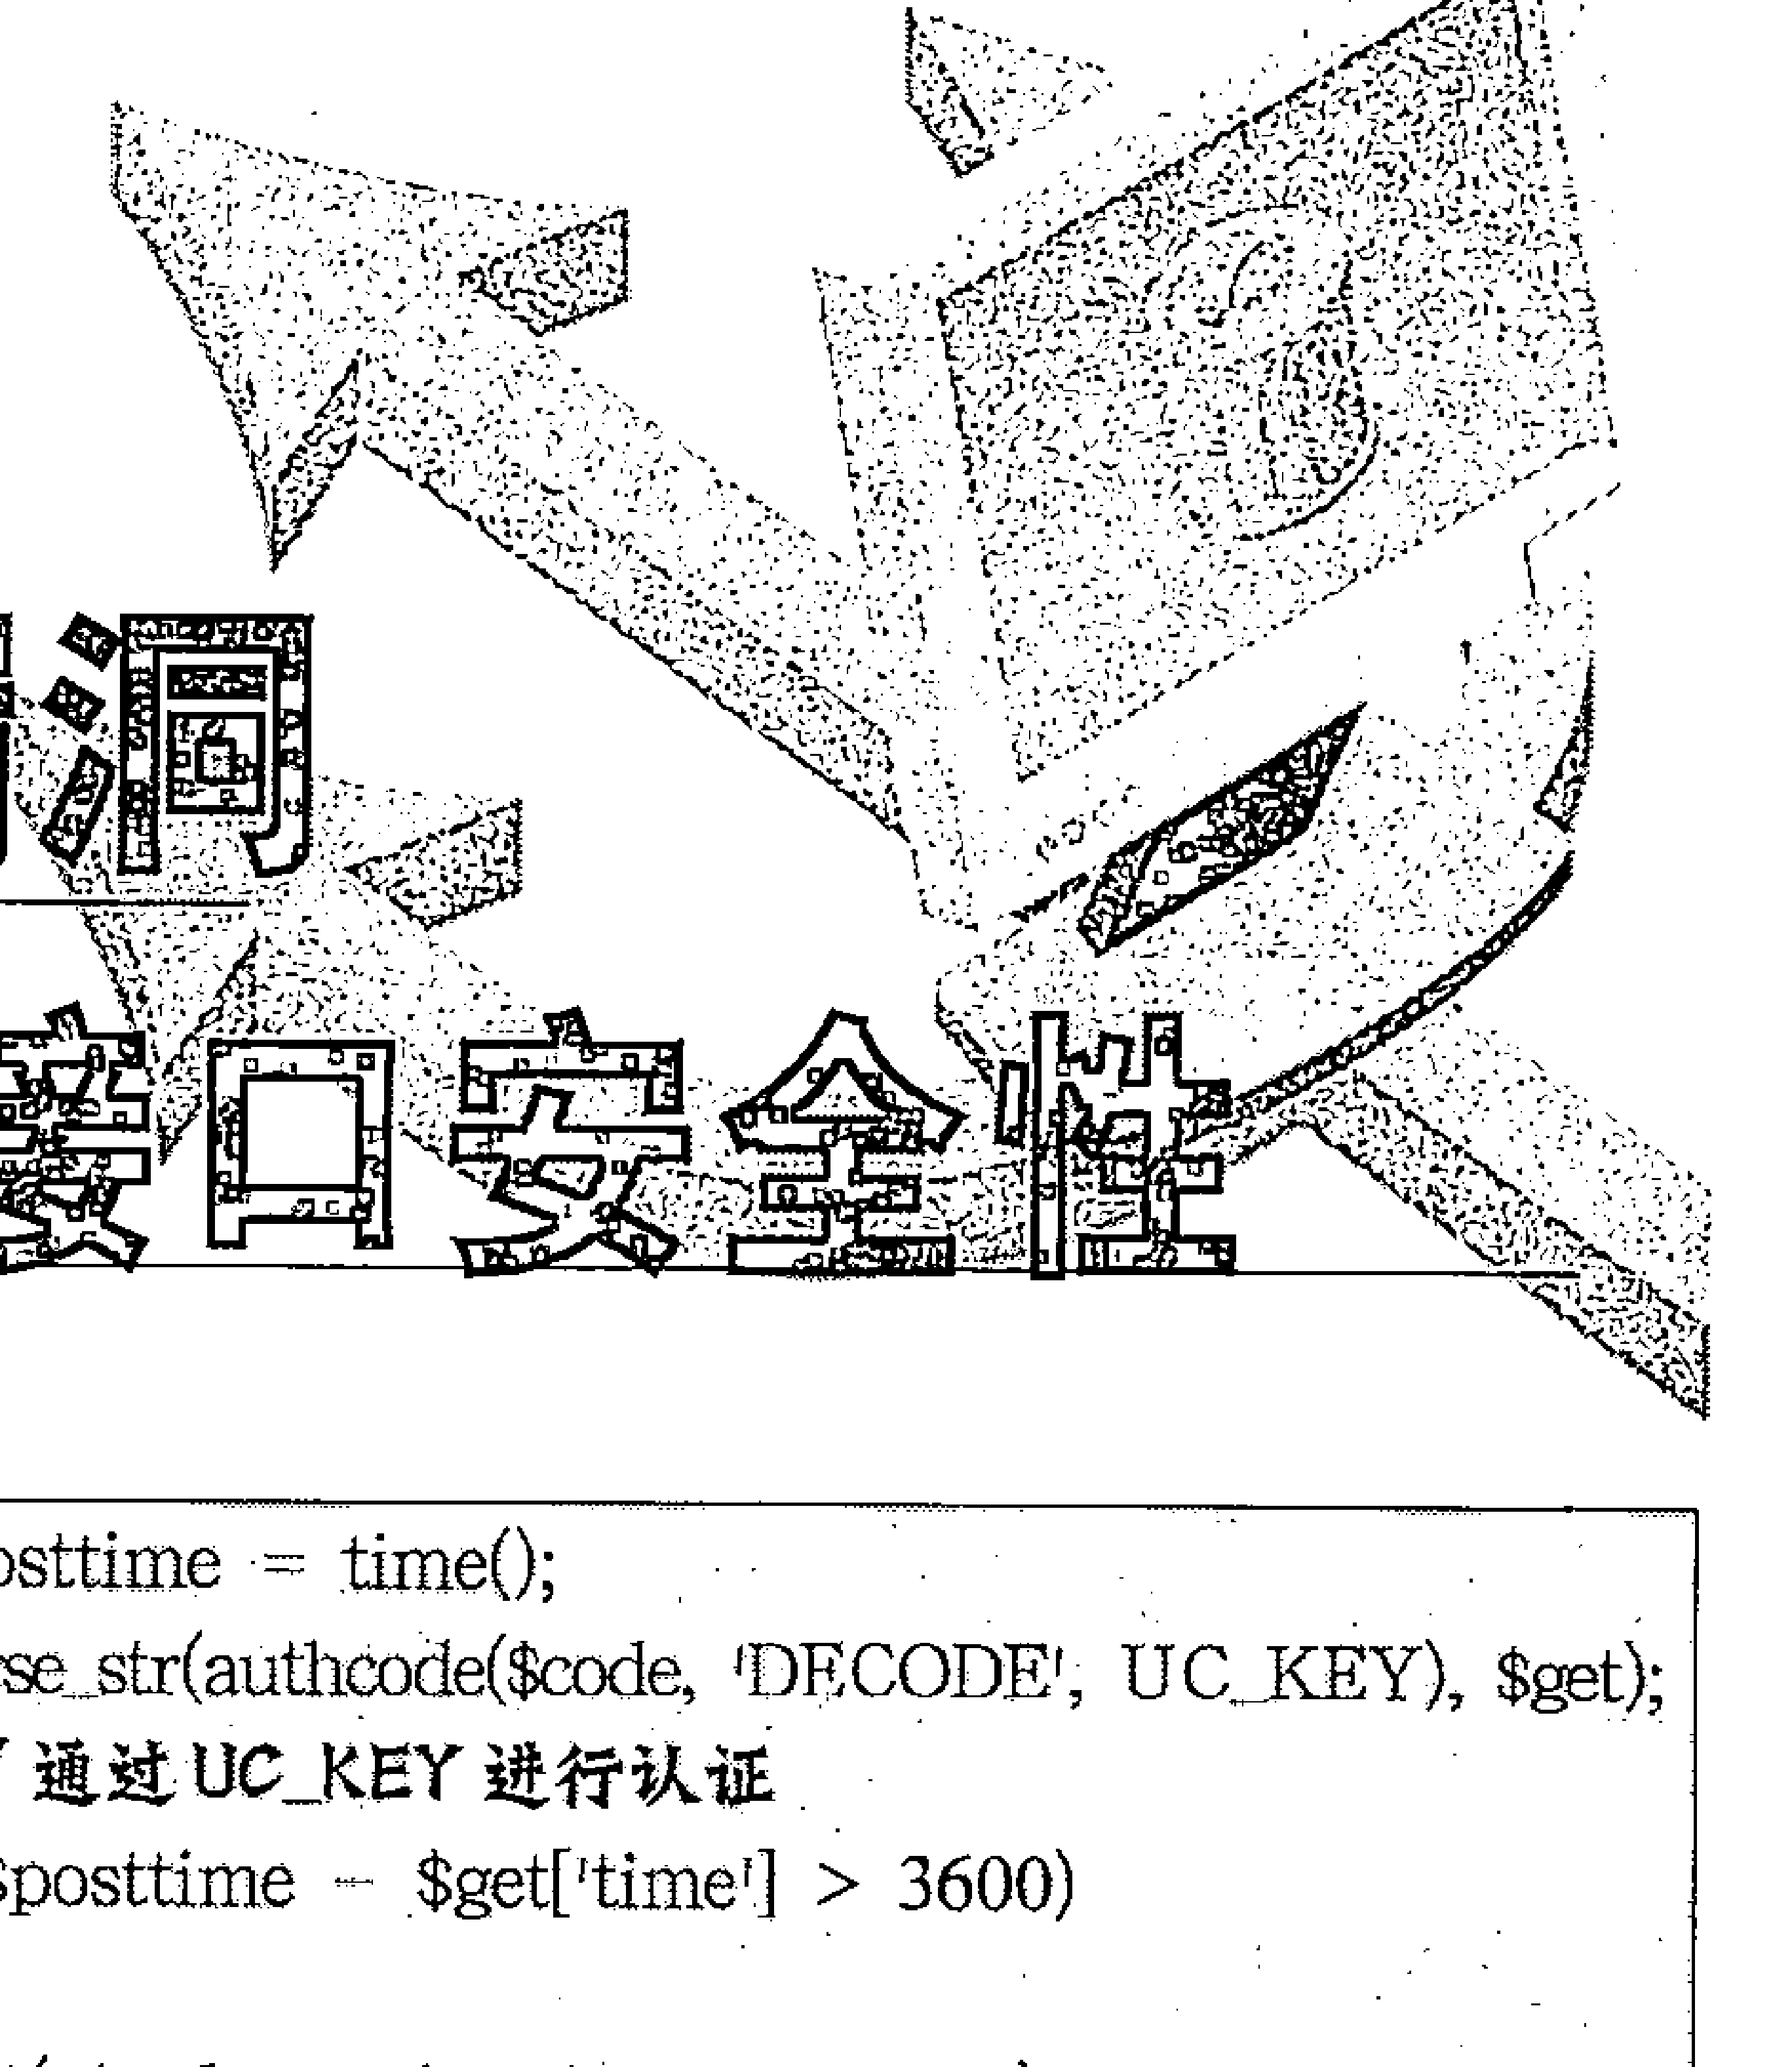 词
接口安全性
osttime = time();
se_str(authcode($code, 'DECODE', UC_KEY), $get);
通过 UC_KEY 进行认证
$posttime - $get['time'] > 3600)